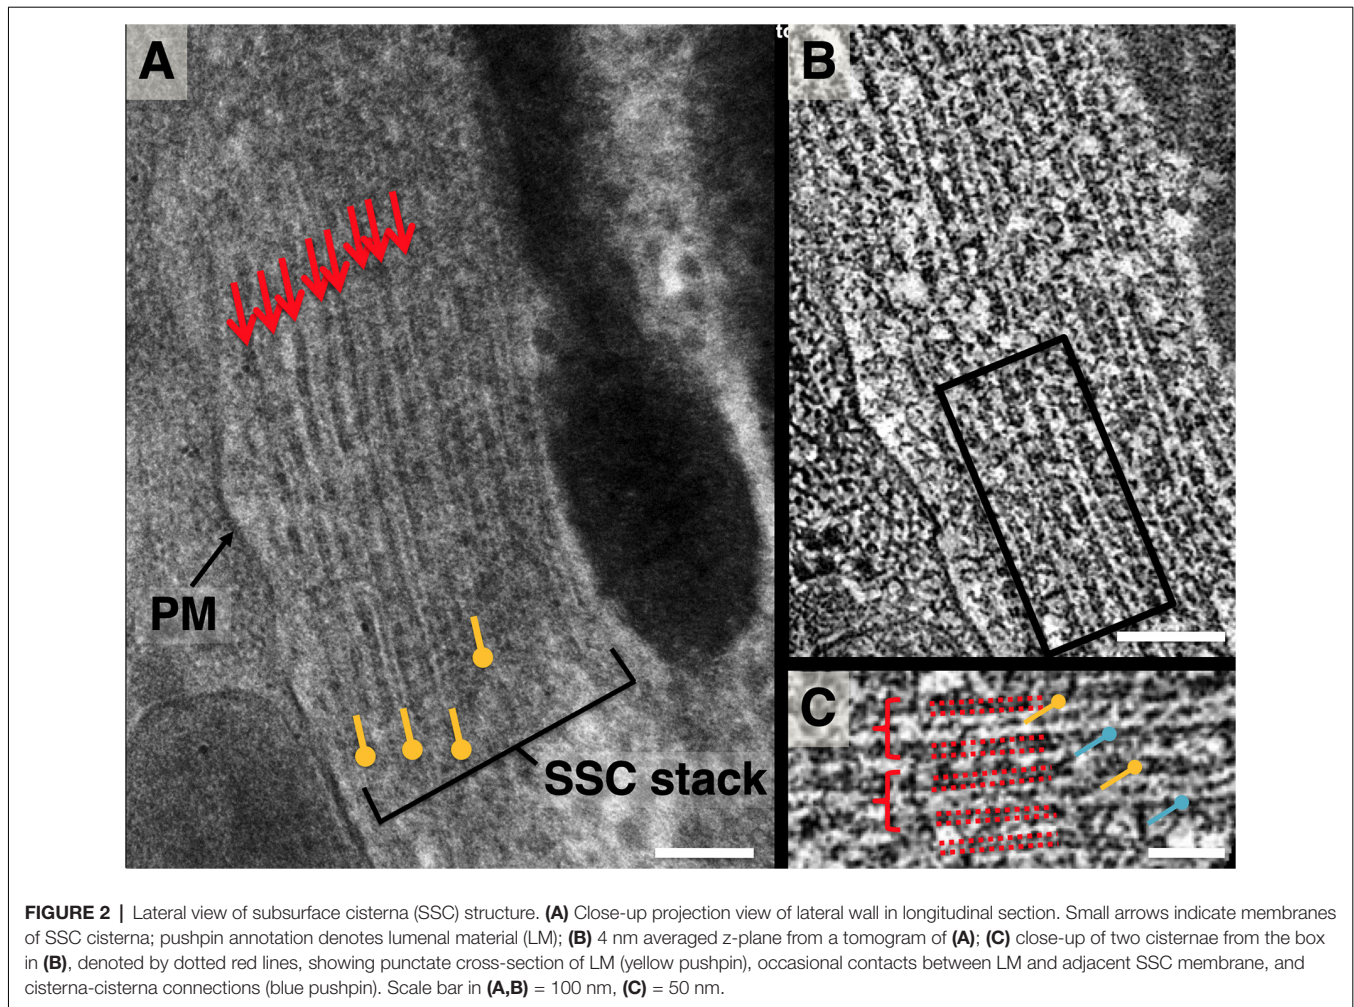 A
to
B
PM
SSC stack
C
FIGURE 2 | Lateral view of subsurface cisterna (SSC) structure. (A) Close-up projection view of lateral wall in longitudinal section. Small arrows indicate membranes
of SSC cisterna; pushpin annotation denotes lumenal material (LM); (B) 4 nm averaged z-plane from a tomogram of (A); (C) close-up of two cisternae from the box
in (B), denoted by dotted red lines, showing punctate cross-section of LM (yellow pushpin), occasional contacts between LM and adjacent SSC membrane, and
cisterna-cisterna connections (blue pushpin). Scale bar in (A,B) = 100 nm, (C) = 50 nm.